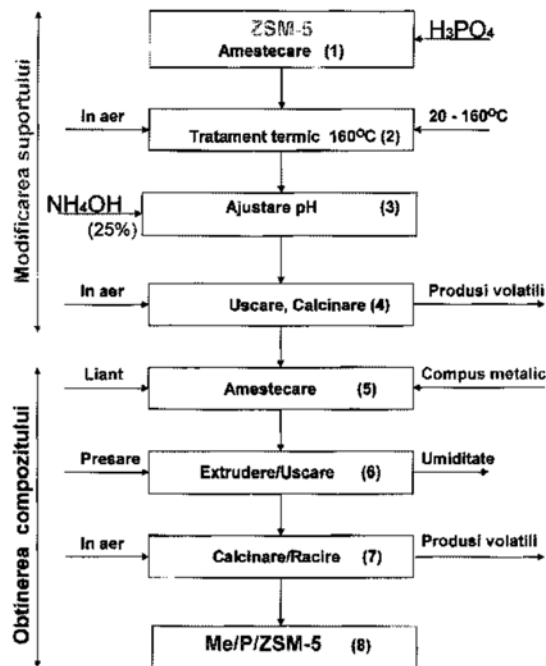 ZSM-5
H₃PO₄
Amestecare (1)
In aer
20 - 160⁰C
Tratament termic 160⁰C (2)
NH₄OH
(25%)
Ajustare pH (3)
In aer
Produsi volatili
Uscare, Calcinare (4)
Modificarea suportului
Liant
Compus metalic
Amestecare (5)
Presare
Umiditate
Extrudere/Uscare (6)
In aer
Produsi volatili
Calcinare/Racire (7)
Me/P/ZSM-5 (8)
Obtinerea compozitului